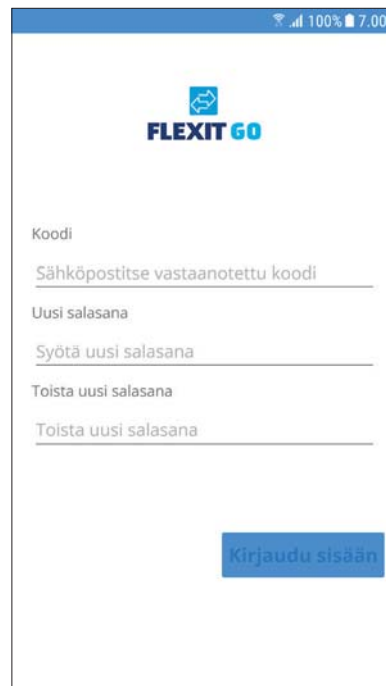 100% 7.00
FLEXIT GO
Koodi
Sähköpostitse vastaanotettu koodi
Uusi salasana
Syötä uusi salasana
Toista uusi salasana
Toista uusi salasana
Kirjaudu sisään